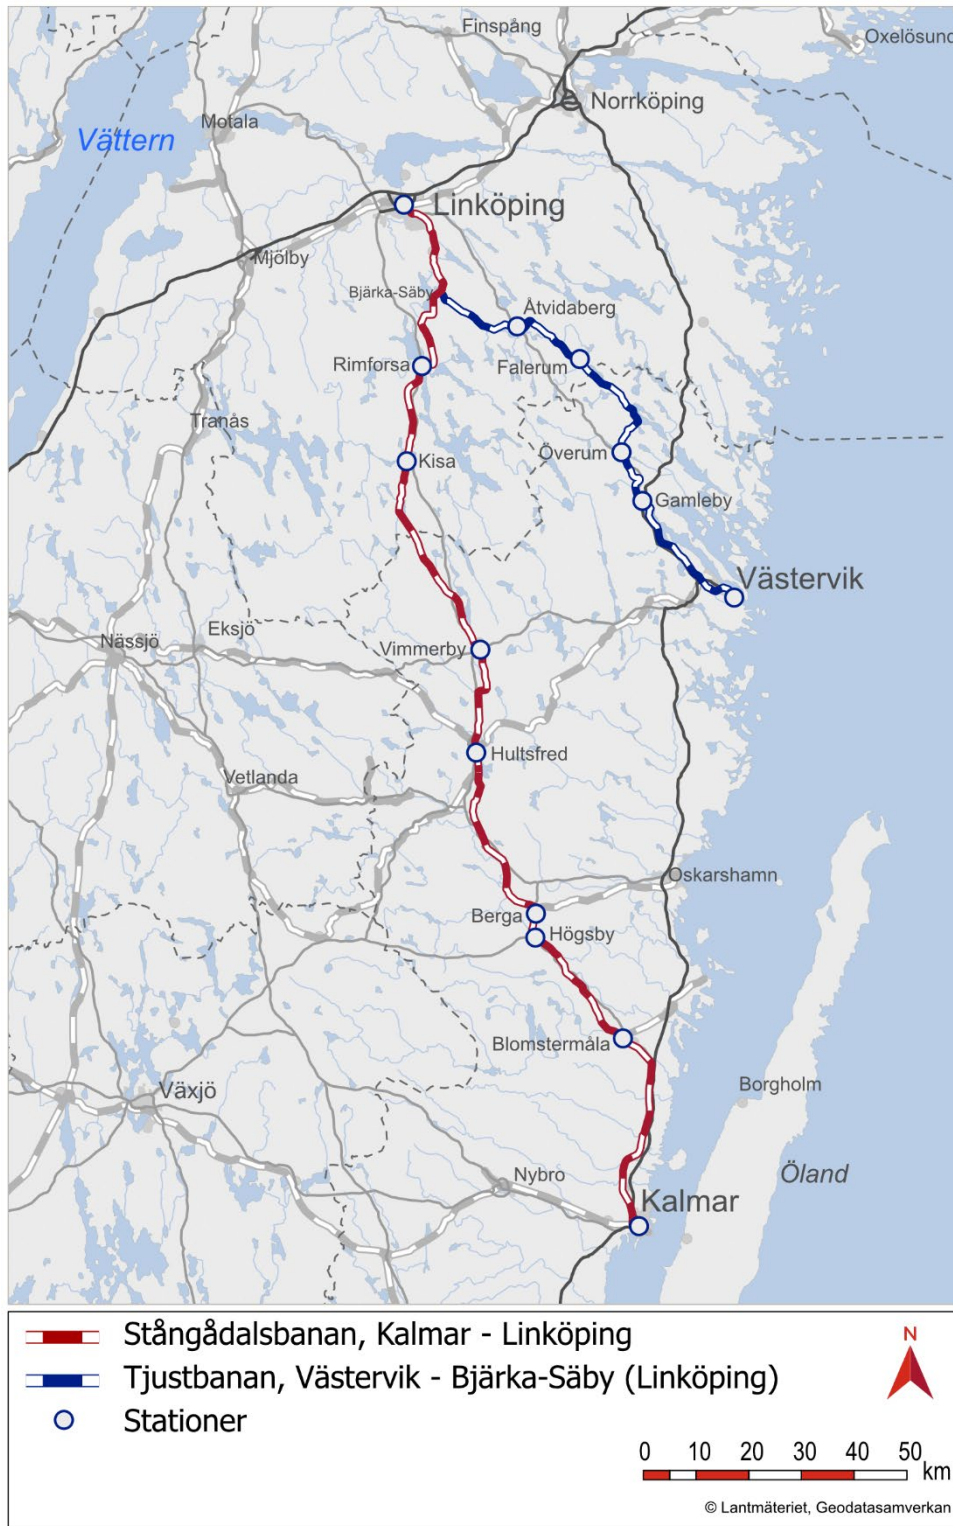 Finspång
Oxelösund
Norrköping
Motala
Vättern
Linköping
Mjölby
Bjärka-Säby
Åtvidaberg
Rimforsa
Falerum
Tranås
Kisa
Överum
Gamleby
Västervik
Eksjö
Nässjö
Vimmerby
Hultsfred
Vetlanda
Oskarshamn
Berga
Högsby
Blomstermåla
Borgholm
Växjö
Nybro
Öland
Kalmar
Stångådalsbanan, Kalmar - Linköping
Tjustbanan, Västervik - Bjärka-Säby (Linköping)
Stationer
N
0 10 20 30 40 50
km
© Lantmäteriet, Geodatasamverkan